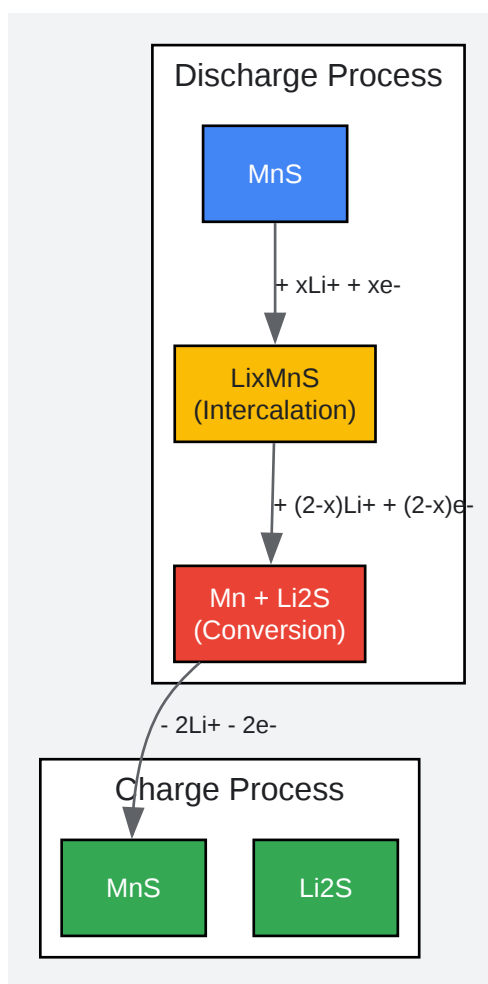 Discharge Process
MnS
+ xLi+ + xe-
LixMnS
(Intercalation)
+ (2-x)Li+ + (2-x)e-
Mn + Li2S
(Conversion)
- 2Li+ - 2e-
Charge Process
MnS
Li2S